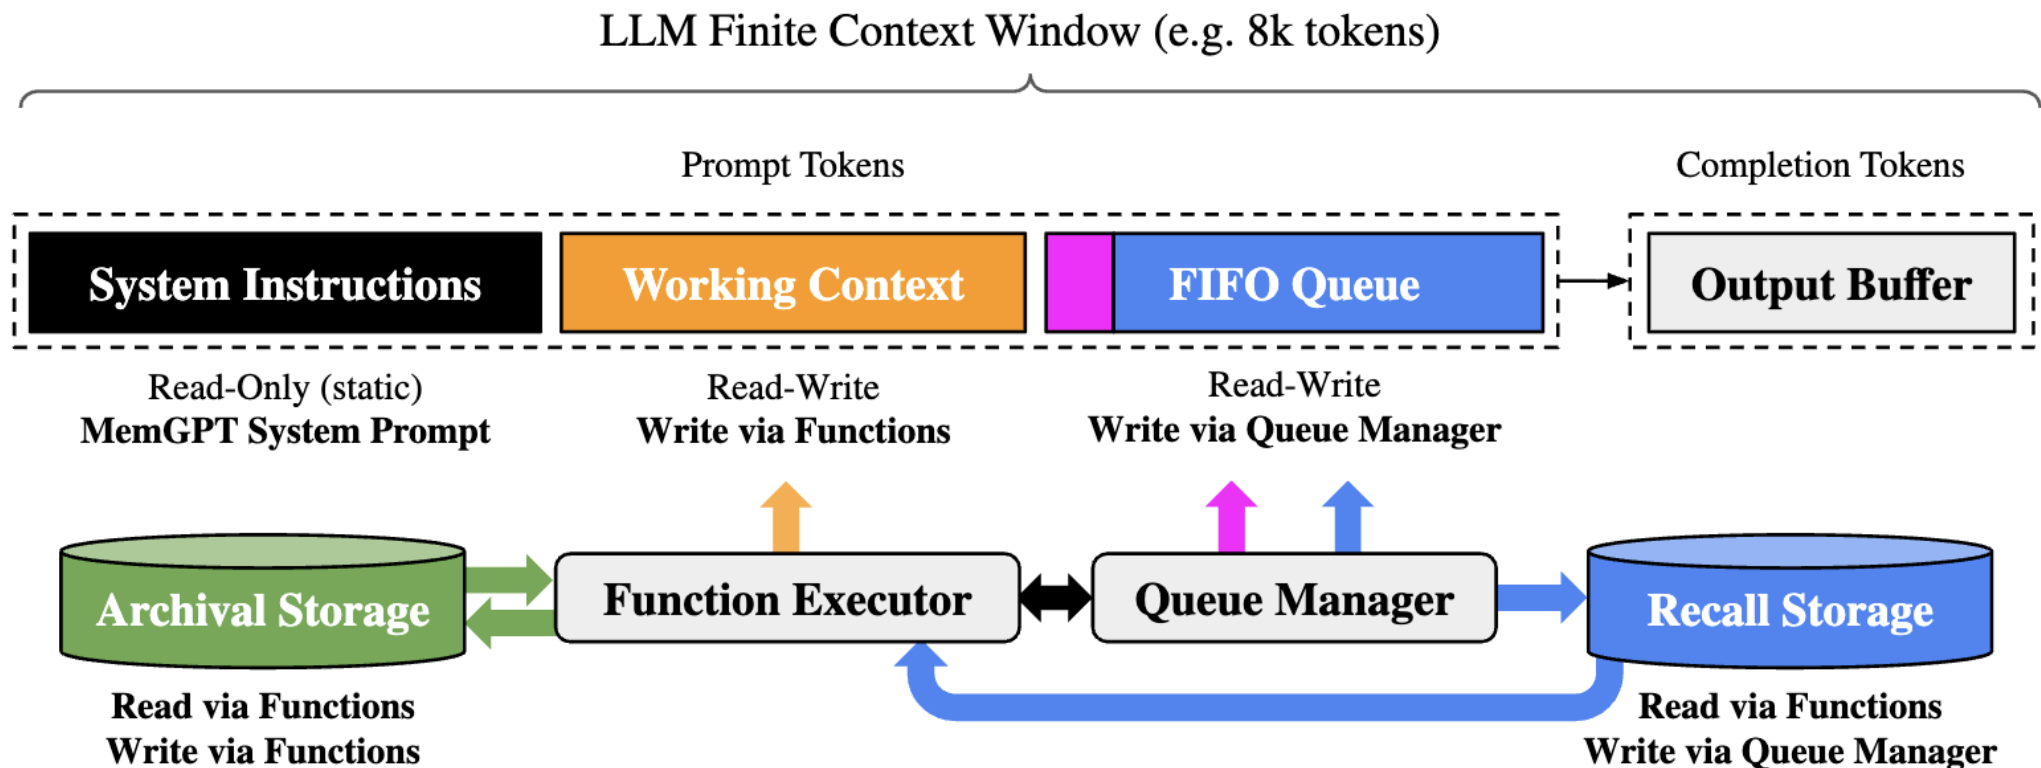 LLM Finite Context Window (e.g. 8k tokens)
Prompt Tokens
Completion Tokens
System Instructions
Working Context
FIFO Queue
Output Buffer
Read-Only (static)
MemGPT System Prompt
Read-Write
Write via Functions
Read-Write
Write via Queue Manager
Archival Storage
Function Executor
Queue Manager
Recall Storage
Read via Functions
Write via Functions
Read via Functions
Write via Queue Manager